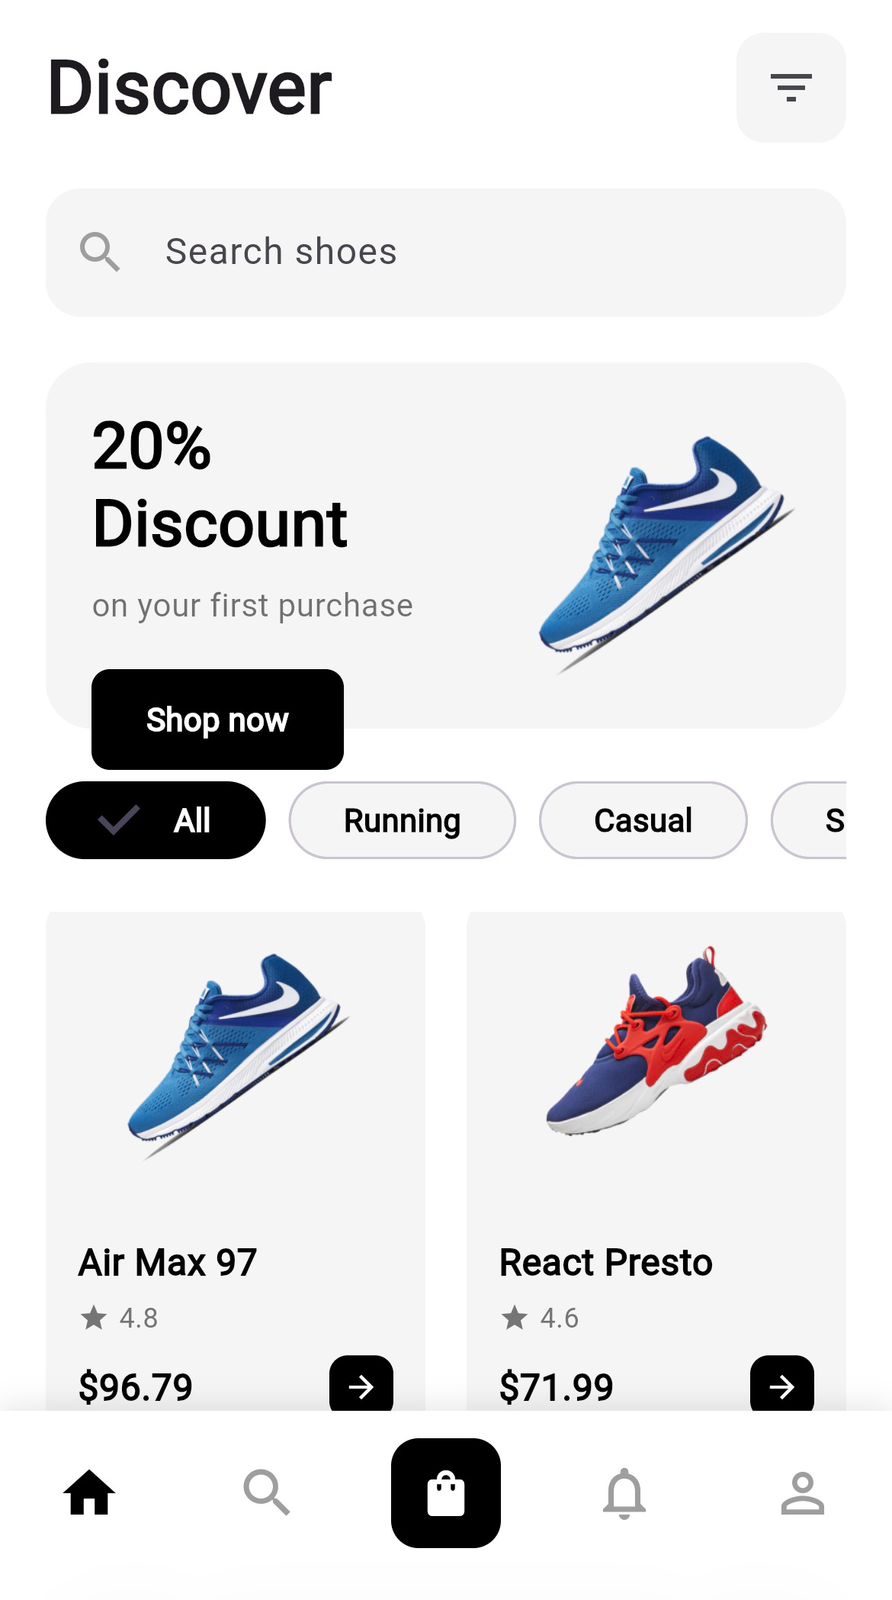 Discover
Search shoes
20%
Discount
on your first purchase
Shop now
All
Running
Casual
S
Air Max 97
4.8
$96.79
React Presto
4.6
$71.99